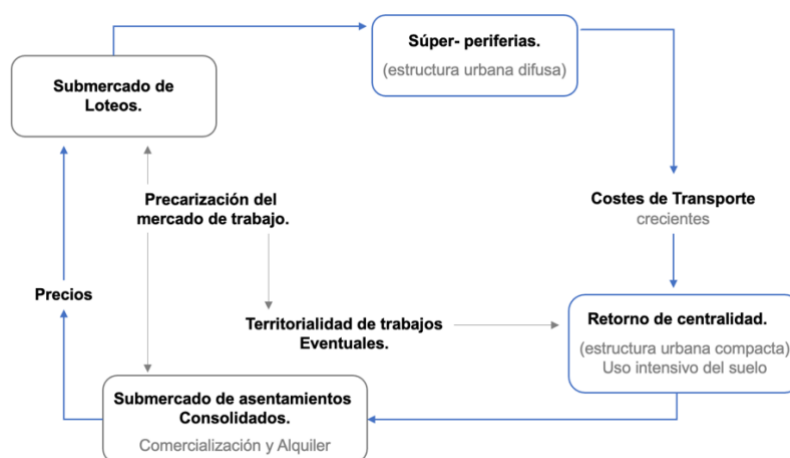 Súper- periferias.
(estructura urbana difusa)
Submercado de
Loteos.
Precarización del
mercado de trabajo.
Costes de Transporte
crecientes
Precios
Territorialidad de trabajos
Eventuales.
Retorno de centralidad.
(estructura urbana compacta)
Uso intensivo del suelo
Submercado de asentamientos
Consolidados.
Comercialización y Alquiler